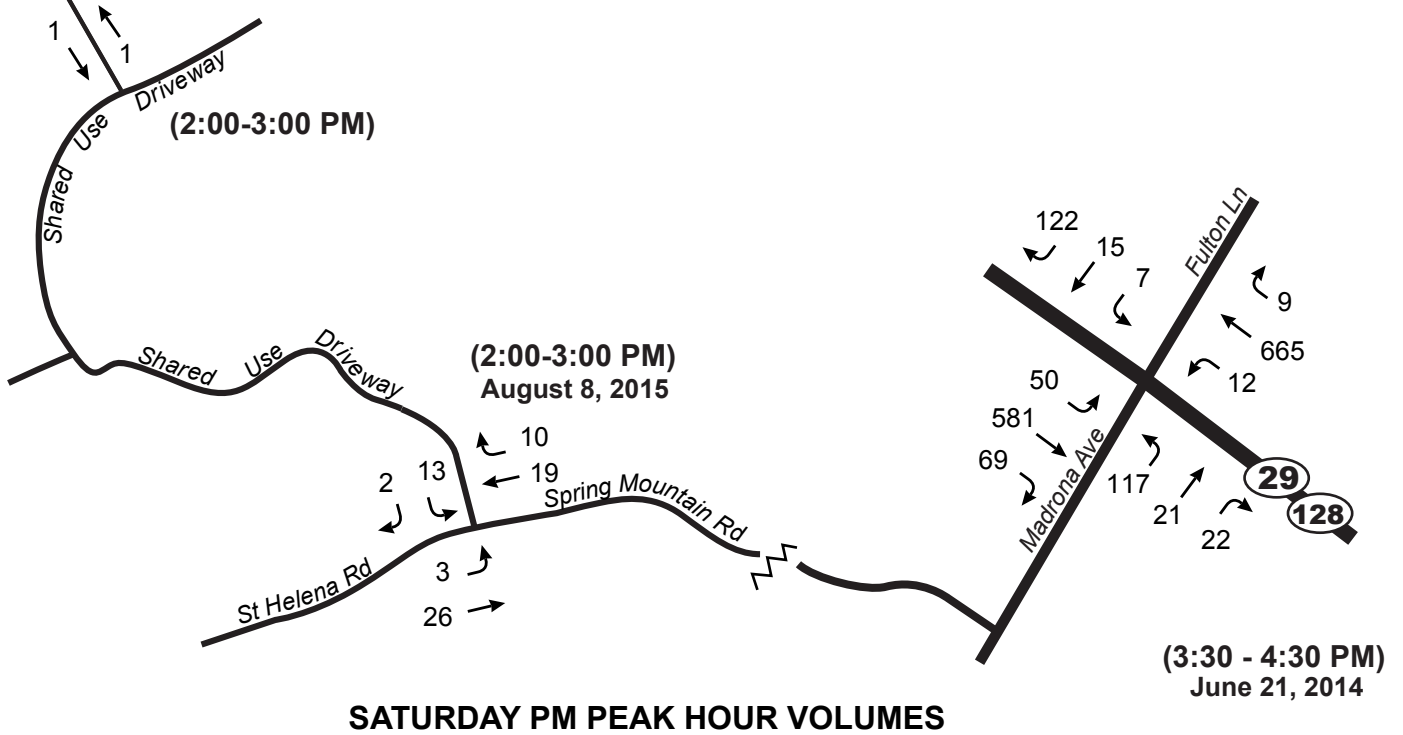 1
1
Shared Use Driveway
(2:00-3:00 PM)
Shared Use Driveway
(2:00-3:00 PM)
August 8, 2015
10
19
2
13
3
26
St Helena Rd
Spring Mountain Rd
122
15
7
Fulton Ln
9
665
12
50
581
69
Madrona Ave
117
21
22
29
128
(3:30 - 4:30 PM)
June 21, 2014
SATURDAY PM PEAK HOUR VOLUMES